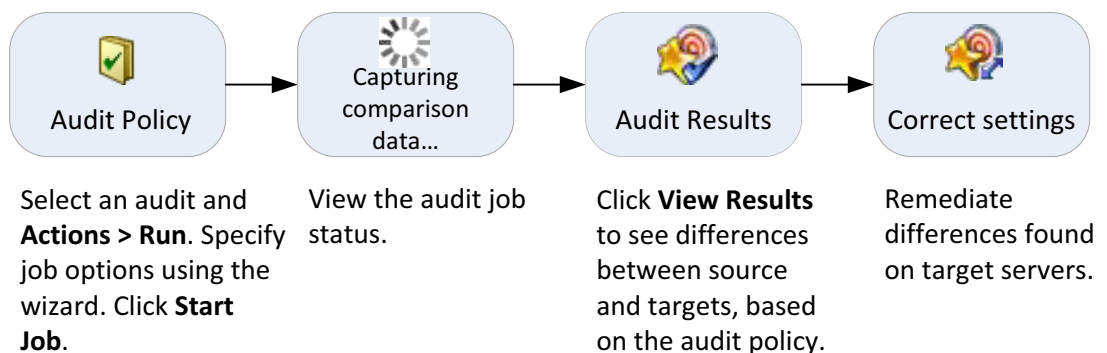 Audit Policy
Capturing
comparison
data...
Audit Results
Correct settings
Select an audit and
Actions > Run. Specify
job options using the
wizard. Click Start
Job.
View the audit job
status.
Click View Results
to see differences
between source
and targets, based
on the audit policy.
Remediate
differences found
on target servers.